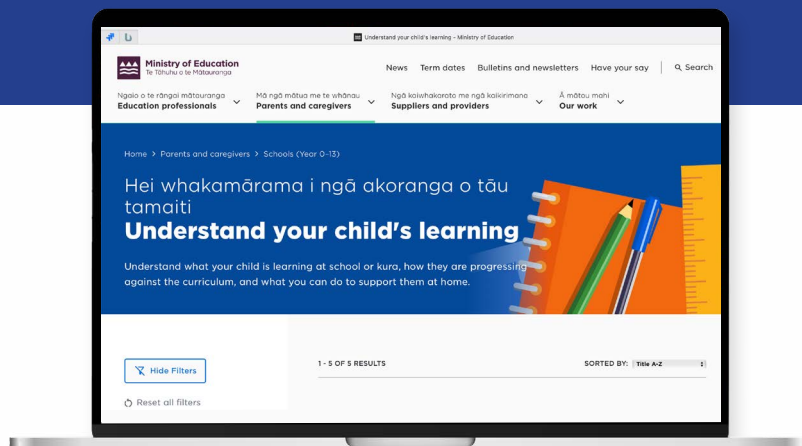 Understand your child's learning - Ministry of Education
Ministry of Education
Te Tāhuhu o te Mātauranga
News Term dates Bulletins and newsletters Have your say Search
Ngaio o te rāngai mātauranga
Education professionals
Mā ngā mātua me te whānau
Parents and caregivers
Ngā kaiwhakarato me ngā kaikirimana
Suppliers and providers
Ā mātou mahi
Our work
Home > Parents and caregivers > Schools (Year 0-13)
Hei whakamārama i ngā akoranga o tāu
tamaiti
Understand your child's learning
Understand what your child is learning at school or kura, how they are progressing
against the curriculum, and what you can do to support them at home.
Hide Filters
1 - 5 OF 5 RESULTS
SORTED BY: Title A-Z
Reset all filters